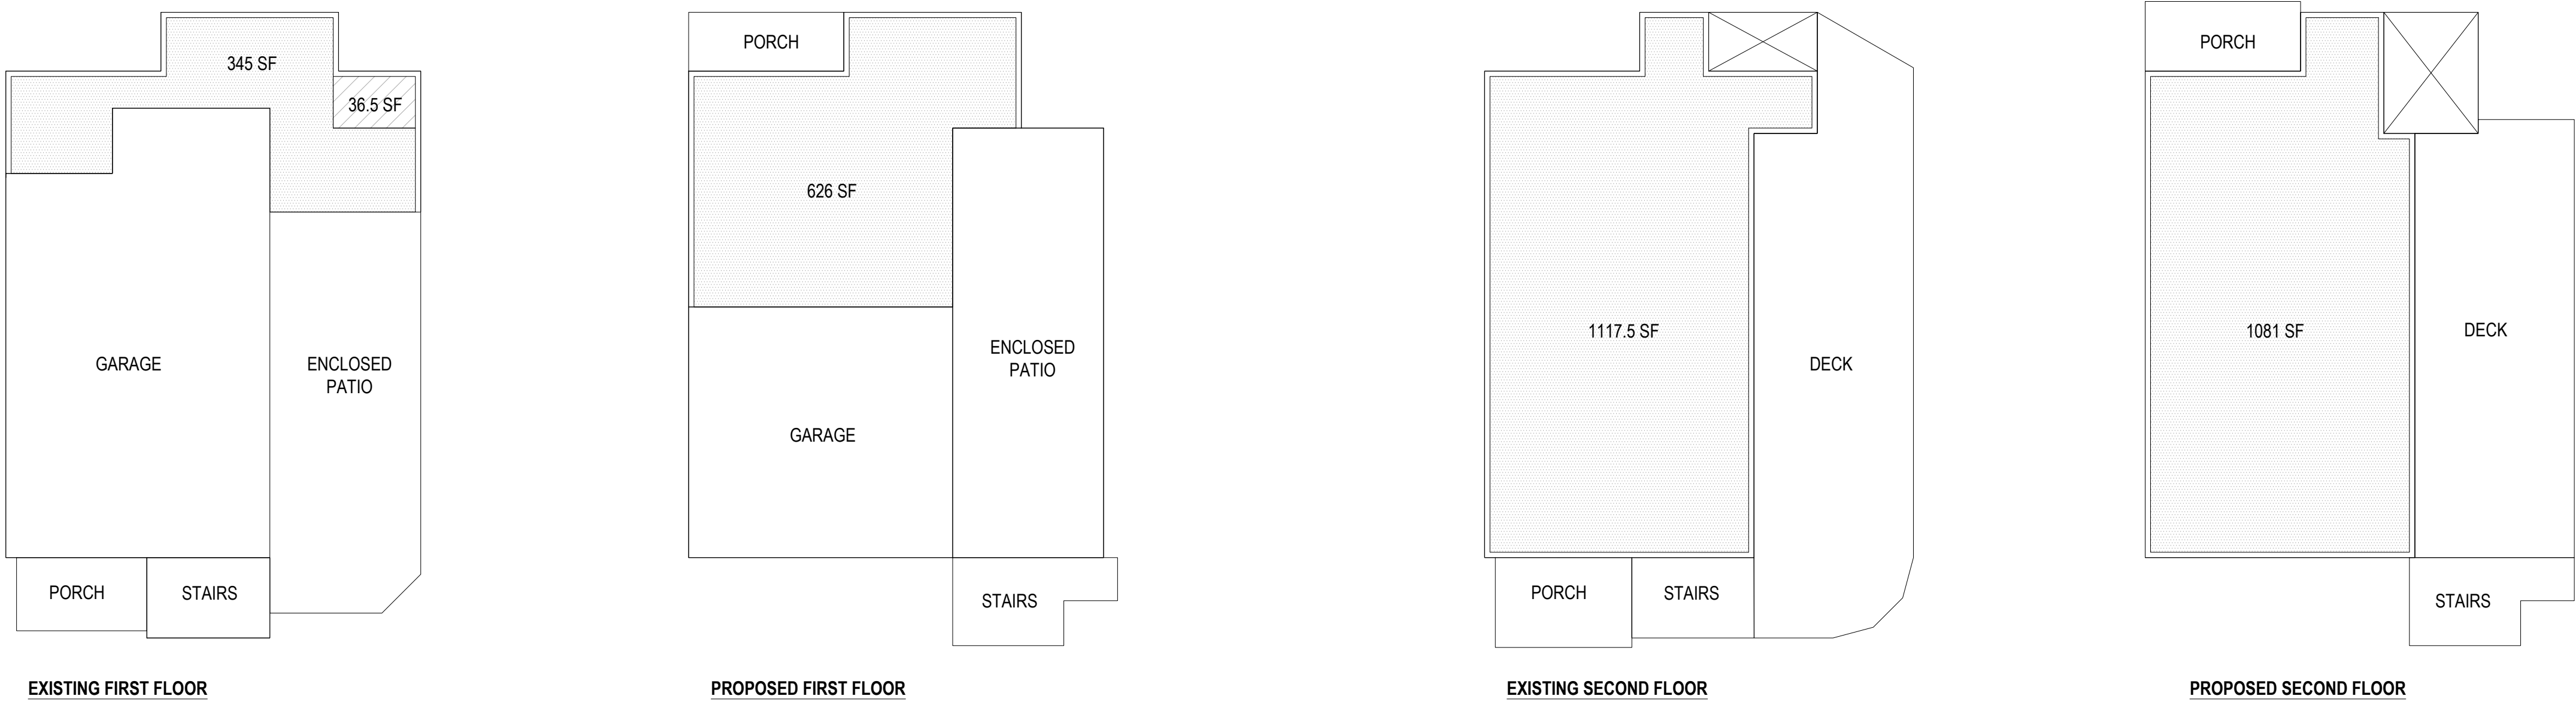 345 SF
36.5 SF
GARAGE
ENCLOSED
PATIO
PORCH
STAIRS
EXISTING FIRST FLOOR
PORCH
626 SF
ENCLOSED
PATIO
GARAGE
STAIRS
PROPOSED FIRST FLOOR
1117.5 SF
DECK
PORCH
STAIRS
EXISTING SECOND FLOOR
PORCH
1081 SF
DECK
STAIRS
PROPOSED SECOND FLOOR